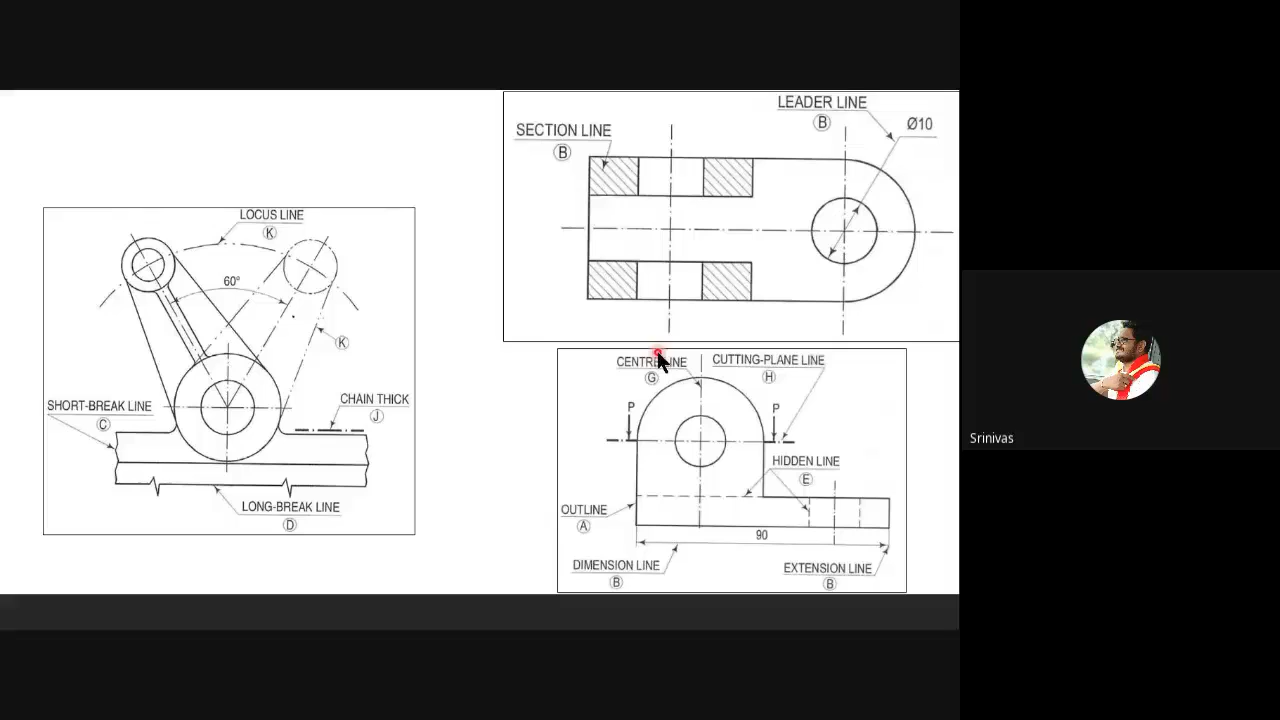 LOCUS LINE
K
60°
K
CHAIN THICK
J
SHORT-BREAK LINE
C
LONG-BREAK LINE
D
LEADER LINE
B
Ø10
SECTION LINE
B
CENTRE LINE
G
CUTTING-PLANE LINE
H
P
P
HIDDEN LINE
E
OUTLINE
A
90
DIMENSION LINE
B
EXTENSION LINE
B
Srinivas